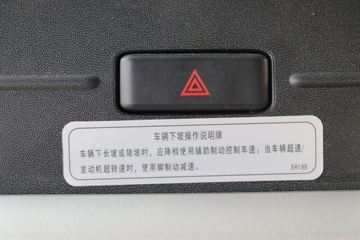 车辆下坡操作说明牌
车辆下长坡或陡坡时，应降档使用辅助制动控制车速；当车辆超速/
发动机超转速时，使用脚制动减速。
XH188